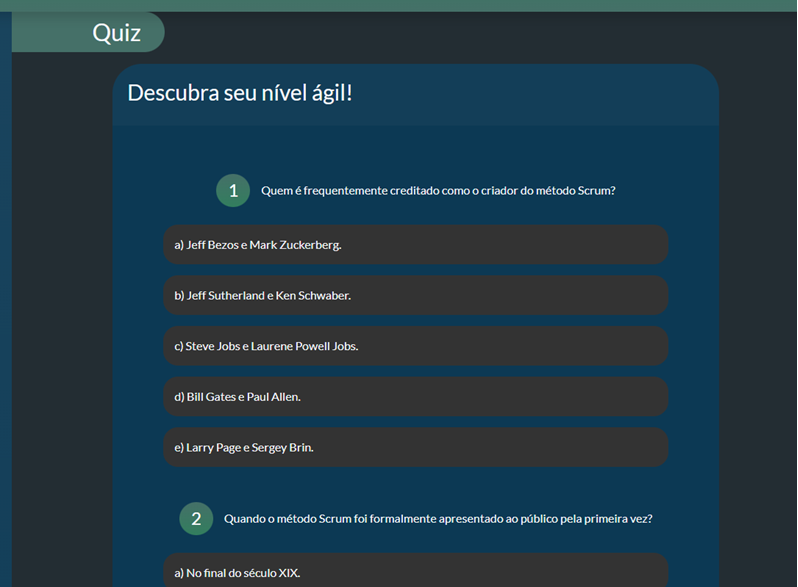 Quiz
Descubra seu nível ágil!
1 Quem é frequentemente creditado como o criador do método Scrum?
a) Jeff Bezos e Mark Zuckerberg.
b) Jeff Sutherland e Ken Schwaber.
c) Steve Jobs e Laurene Powell Jobs.
d) Bill Gates e Paul Allen.
e) Larry Page e Sergey Brin.
2 Quando o método Scrum foi formalmente apresentado ao público pela primeira vez?
a) No final do século XIX.